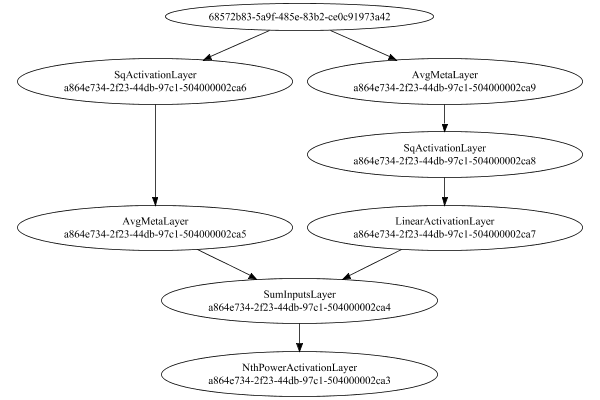 68572b83-5a9f-485e-83b2-ce0c91973a42
SqActivationLayer
a864e734-2f23-44db-97c1-504000002ca6
AvgMetaLayer
a864e734-2f23-44db-97c1-504000002ca9
SqActivationLayer
a864e734-2f23-44db-97c1-504000002ca8
AvgMetaLayer
a864e734-2f23-44db-97c1-504000002ca5
LinearActivationLayer
a864e734-2f23-44db-97c1-504000002ca7
SumInputsLayer
a864e734-2f23-44db-97c1-504000002ca4
NthPowerActivationLayer
a864e734-2f23-44db-97c1-504000002ca3